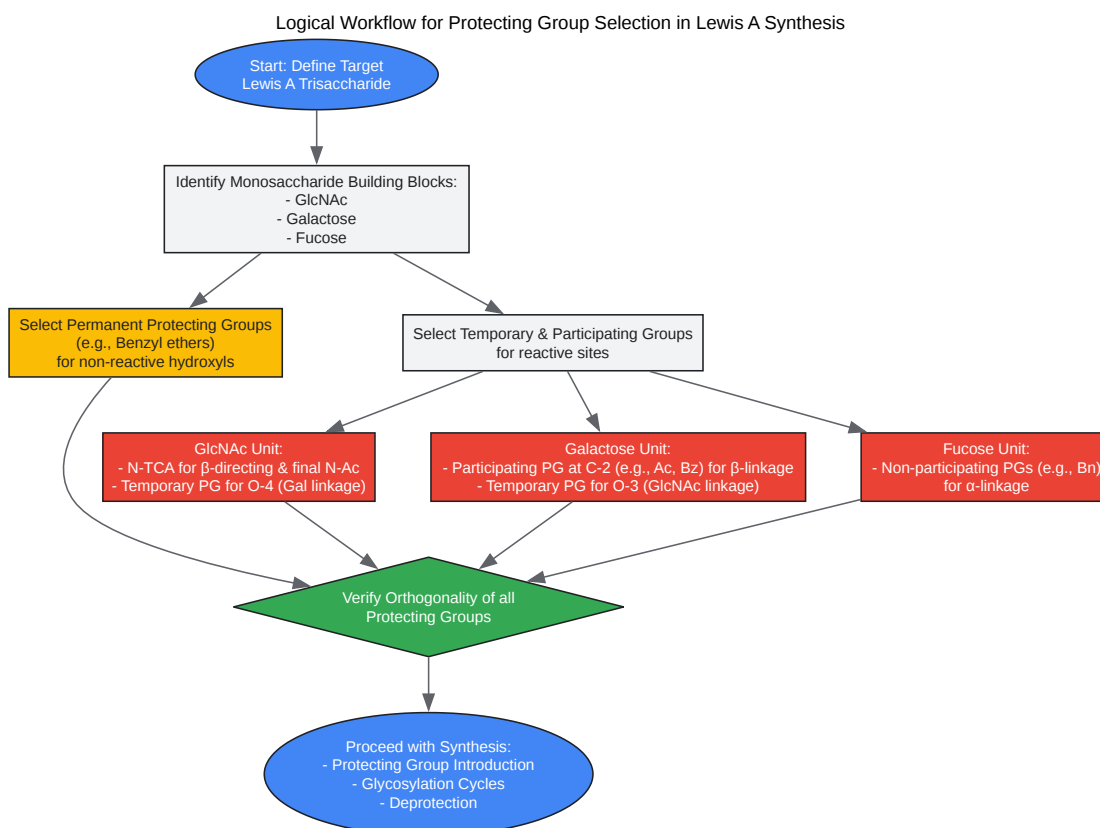 Logical Workflow for Protecting Group Selection in Lewis A Synthesis
Start: Define Target
Lewis A Trisaccharide
Identify Monosaccharide Building Blocks:
- GlcNAc
- Galactose
- Fucose
Select Permanent Protecting Groups
(e.g., Benzyl ethers)
for non-reactive hydroxyls
Select Temporary & Participating Groups
for reactive sites
GlcNAc Unit:
- N-TCA for β-directing & final N-Ac
- Temporary PG for O-4 (Gal linkage)
Galactose Unit:
- Participating PG at C-2 (e.g., Ac, Bz) for β-linkage
- Temporary PG for O-3 (GlcNAc linkage)
Fucose Unit:
- Non-participating PGs (e.g., Bn)
for α-linkage
Verify Orthogonality of all
Protecting Groups
Proceed with Synthesis:
- Protecting Group Introduction
- Glycosylation Cycles
- Deprotection